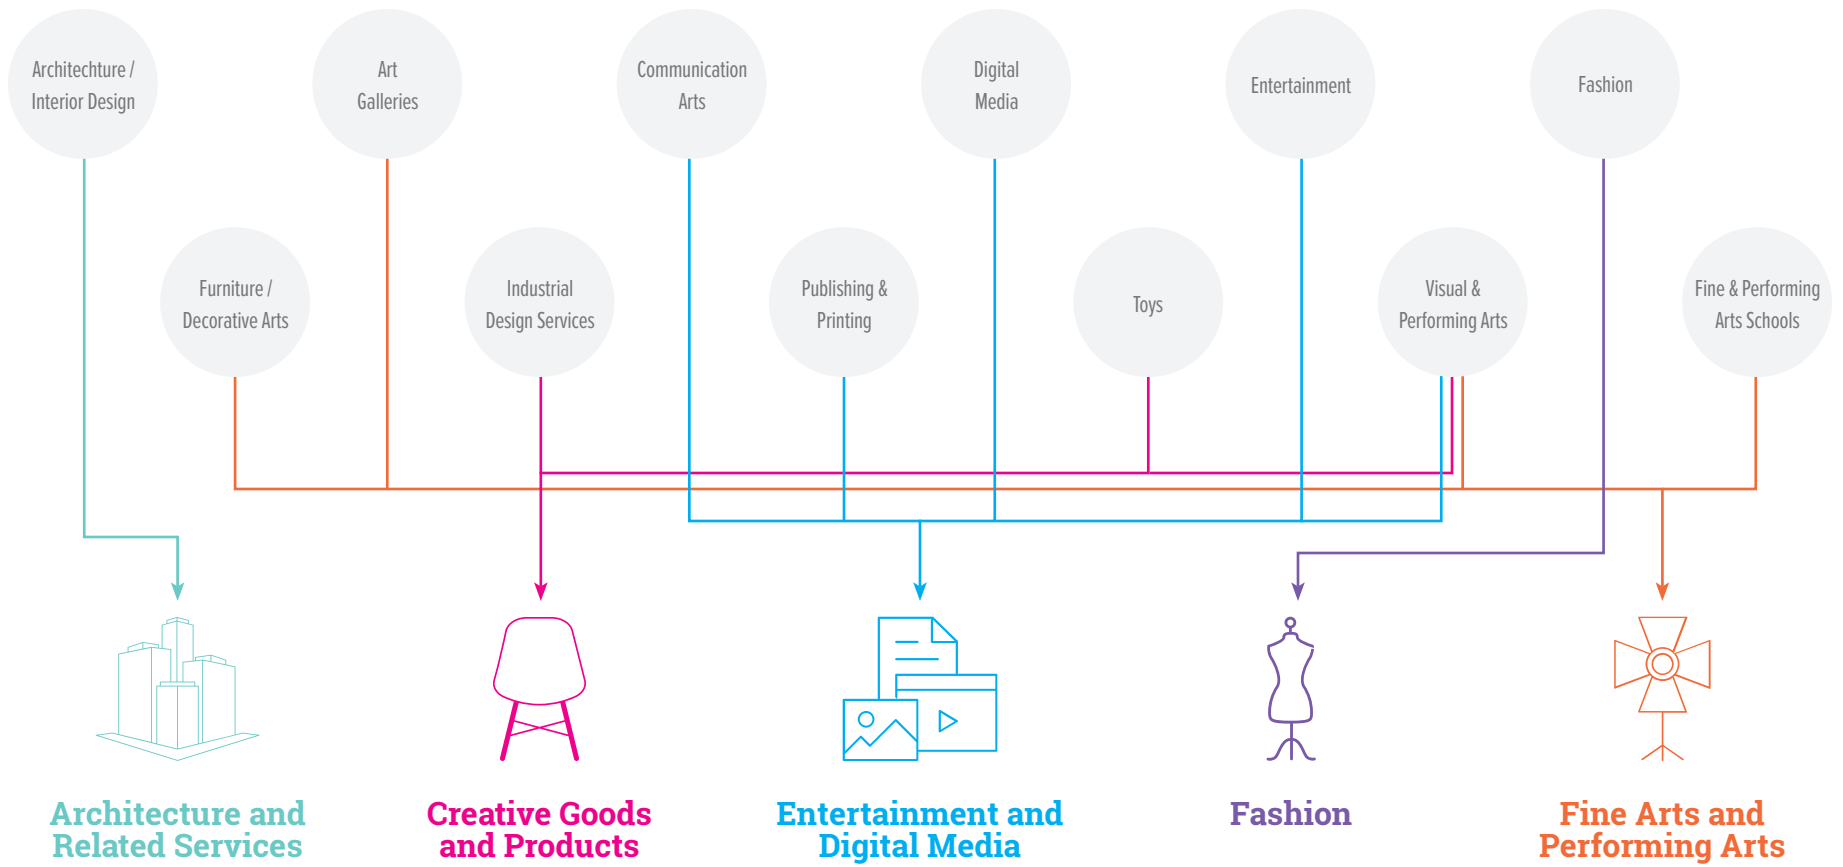 Architechture /
Interior Design
Art
Galleries
Communication
Arts
Digital
Media
Entertainment
Fashion
Furniture /
Decorative Arts
Industrial
Design Services
Publishing &
Printing
Toys
Visual &
Performing Arts
Fine & Performing
Arts Schools
Architecture and
Related Services
Creative Goods
and Products
Entertainment and
Digital Media
Fashion
Fine Arts and
Performing Arts